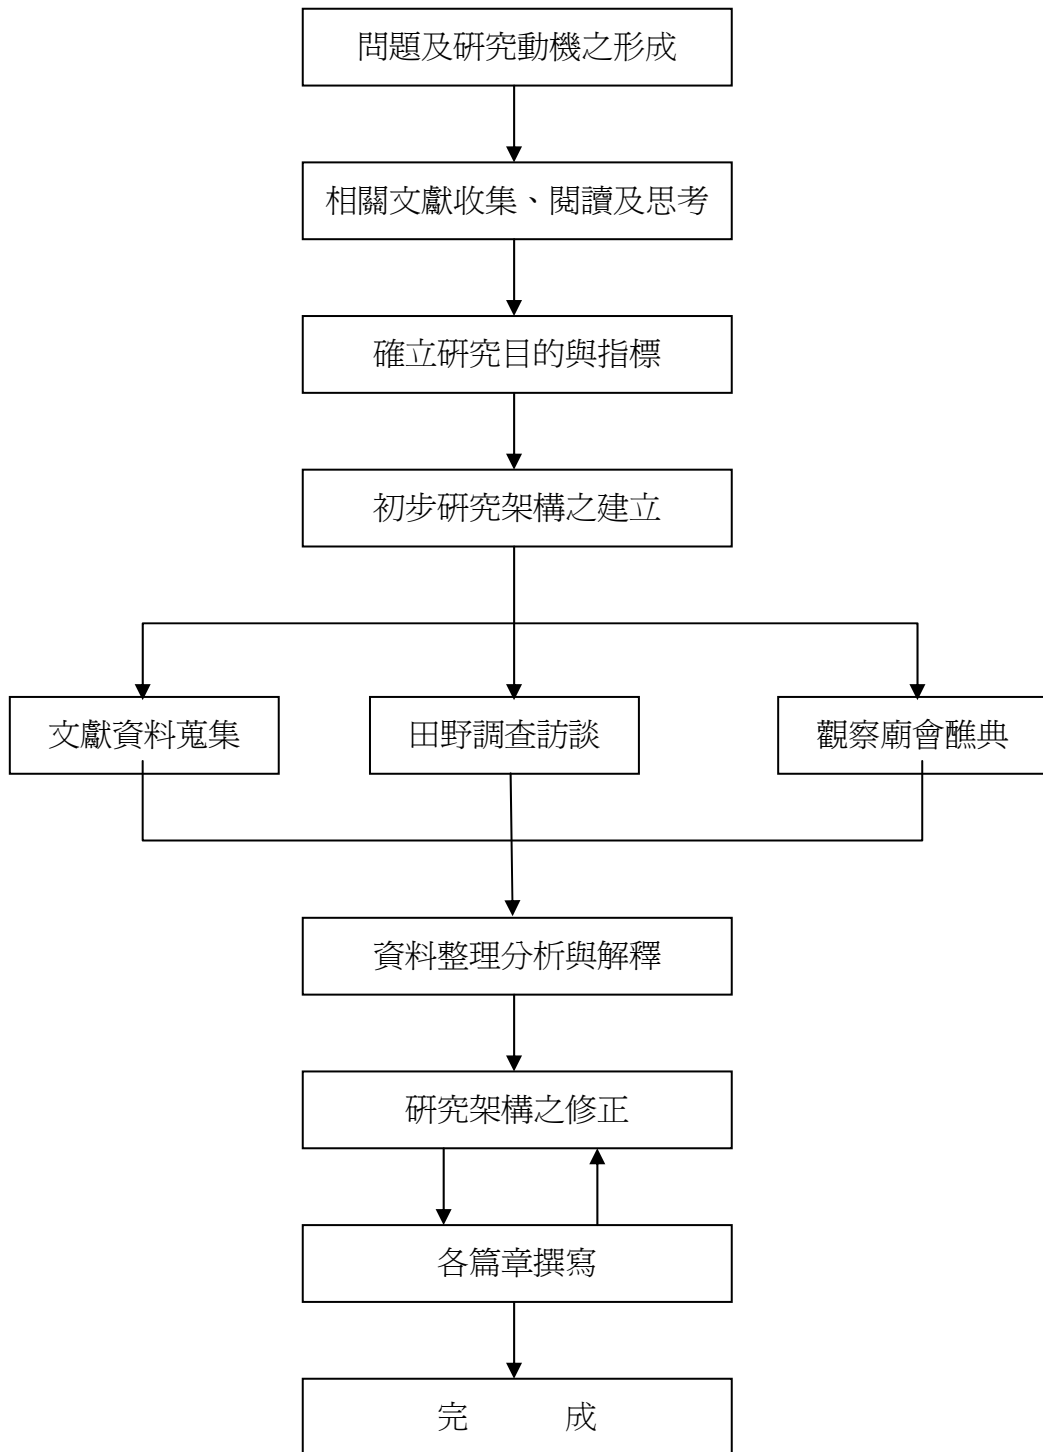 問題及研究動機之形成
相關文獻收集、閱讀及思考
確立研究目的與指標
初步研究架構之建立
文獻資料蒐集
田野調查訪談
觀察廟會醮典
資料整理分析與解釋
研究架構之修正
各篇章撰寫
完 成